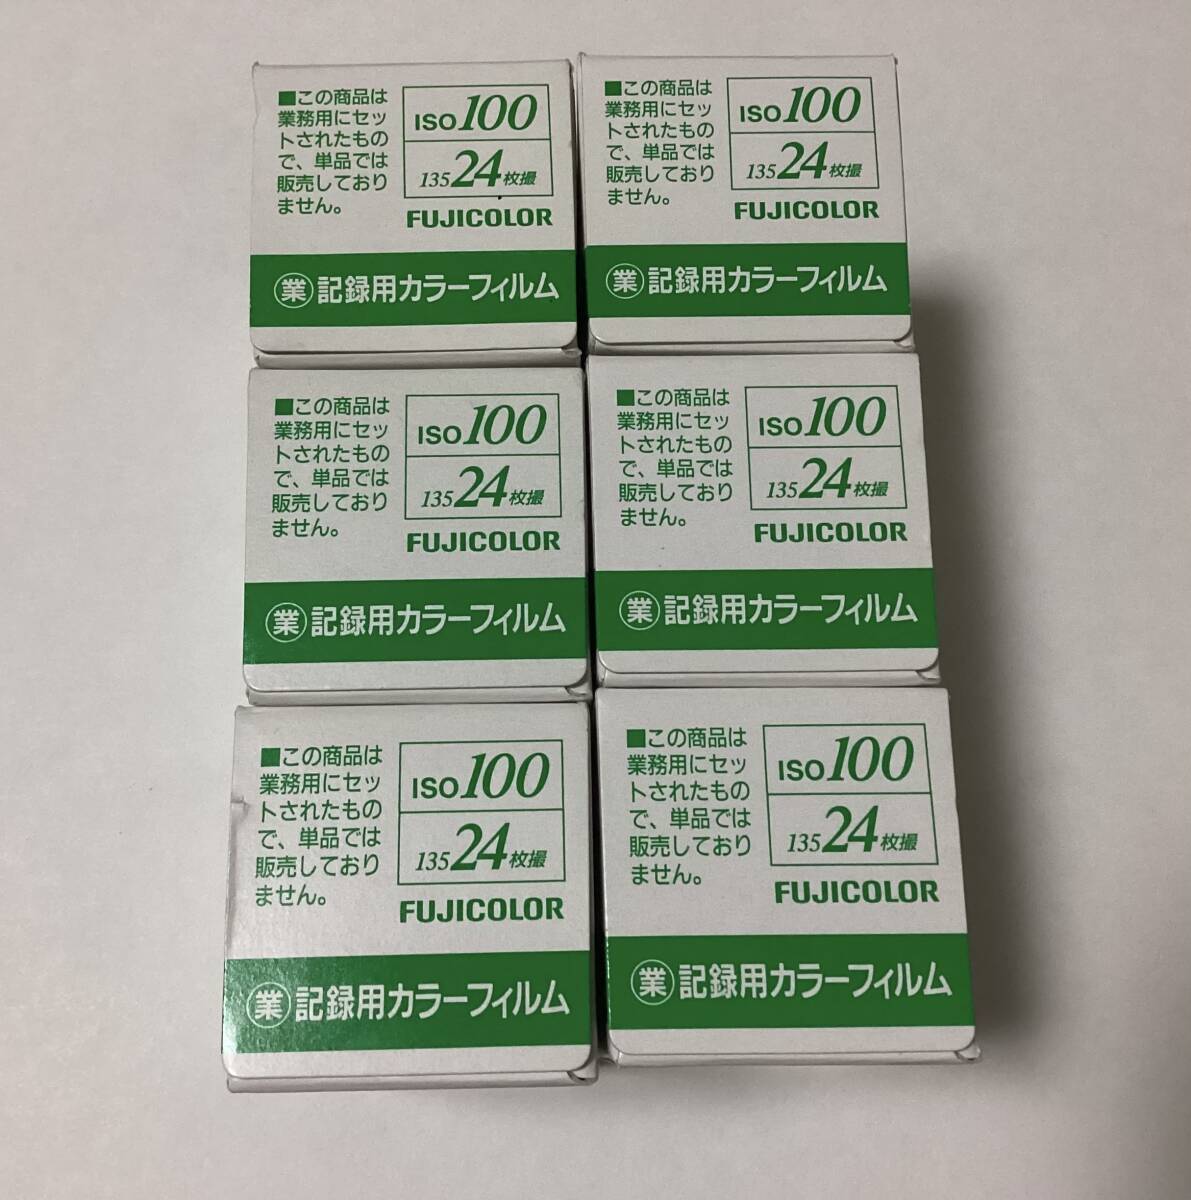 ■この商品は
業務用にセッ
トされたもの
で、単品では
販売しており
ません。
ISO100
135 24枚撮
FUJICOLOR
業 記録用カラーフィルム
■この商品は
業務用にセッ
トされたもの
で、単品では
販売しており
ません。
ISO100
135 24枚撮
FUJICOLOR
業 記録用カラーフィルム
■この商品は
業務用にセッ
トされたもの
で、単品では
販売しており
ません。
ISO100
135 24枚撮
FUJICOLOR
業 記録用カラーフィルム
■この商品は
業務用にセッ
トされたもの
で、単品では
販売しており
ません。
ISO100
135 24枚撮
FUJICOLOR
業 記録用カラーフィルム
■この商品は
業務用にセッ
トされたもの
で、単品では
販売しており
ません。
ISO100
135 24枚撮
FUJICOLOR
業 記録用カラーフィルム
■この商品は
業務用にセッ
トされたもの
で、単品では
販売しており
ません。
ISO100
135 24枚撮
FUJICOLOR
業 記録用カラーフィルム